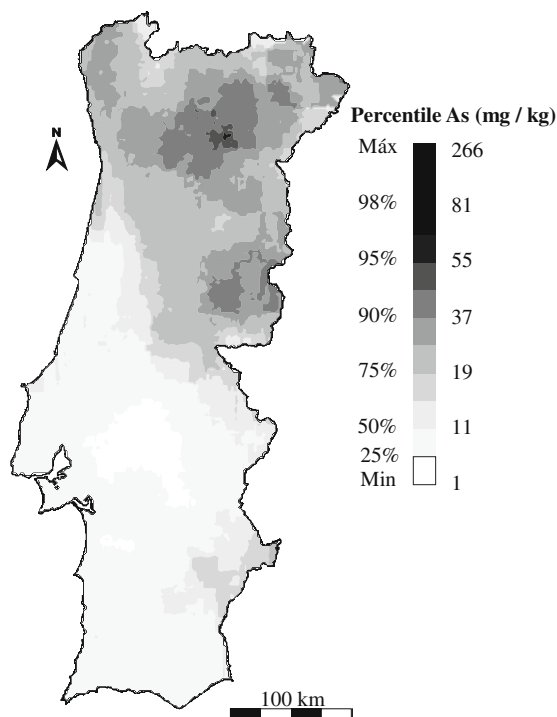 N
Percentile As (mg / kg)
Máx 266
98% 81
95% 55
90% 37
75% 19
50% 11
25%
Min 1
100 km